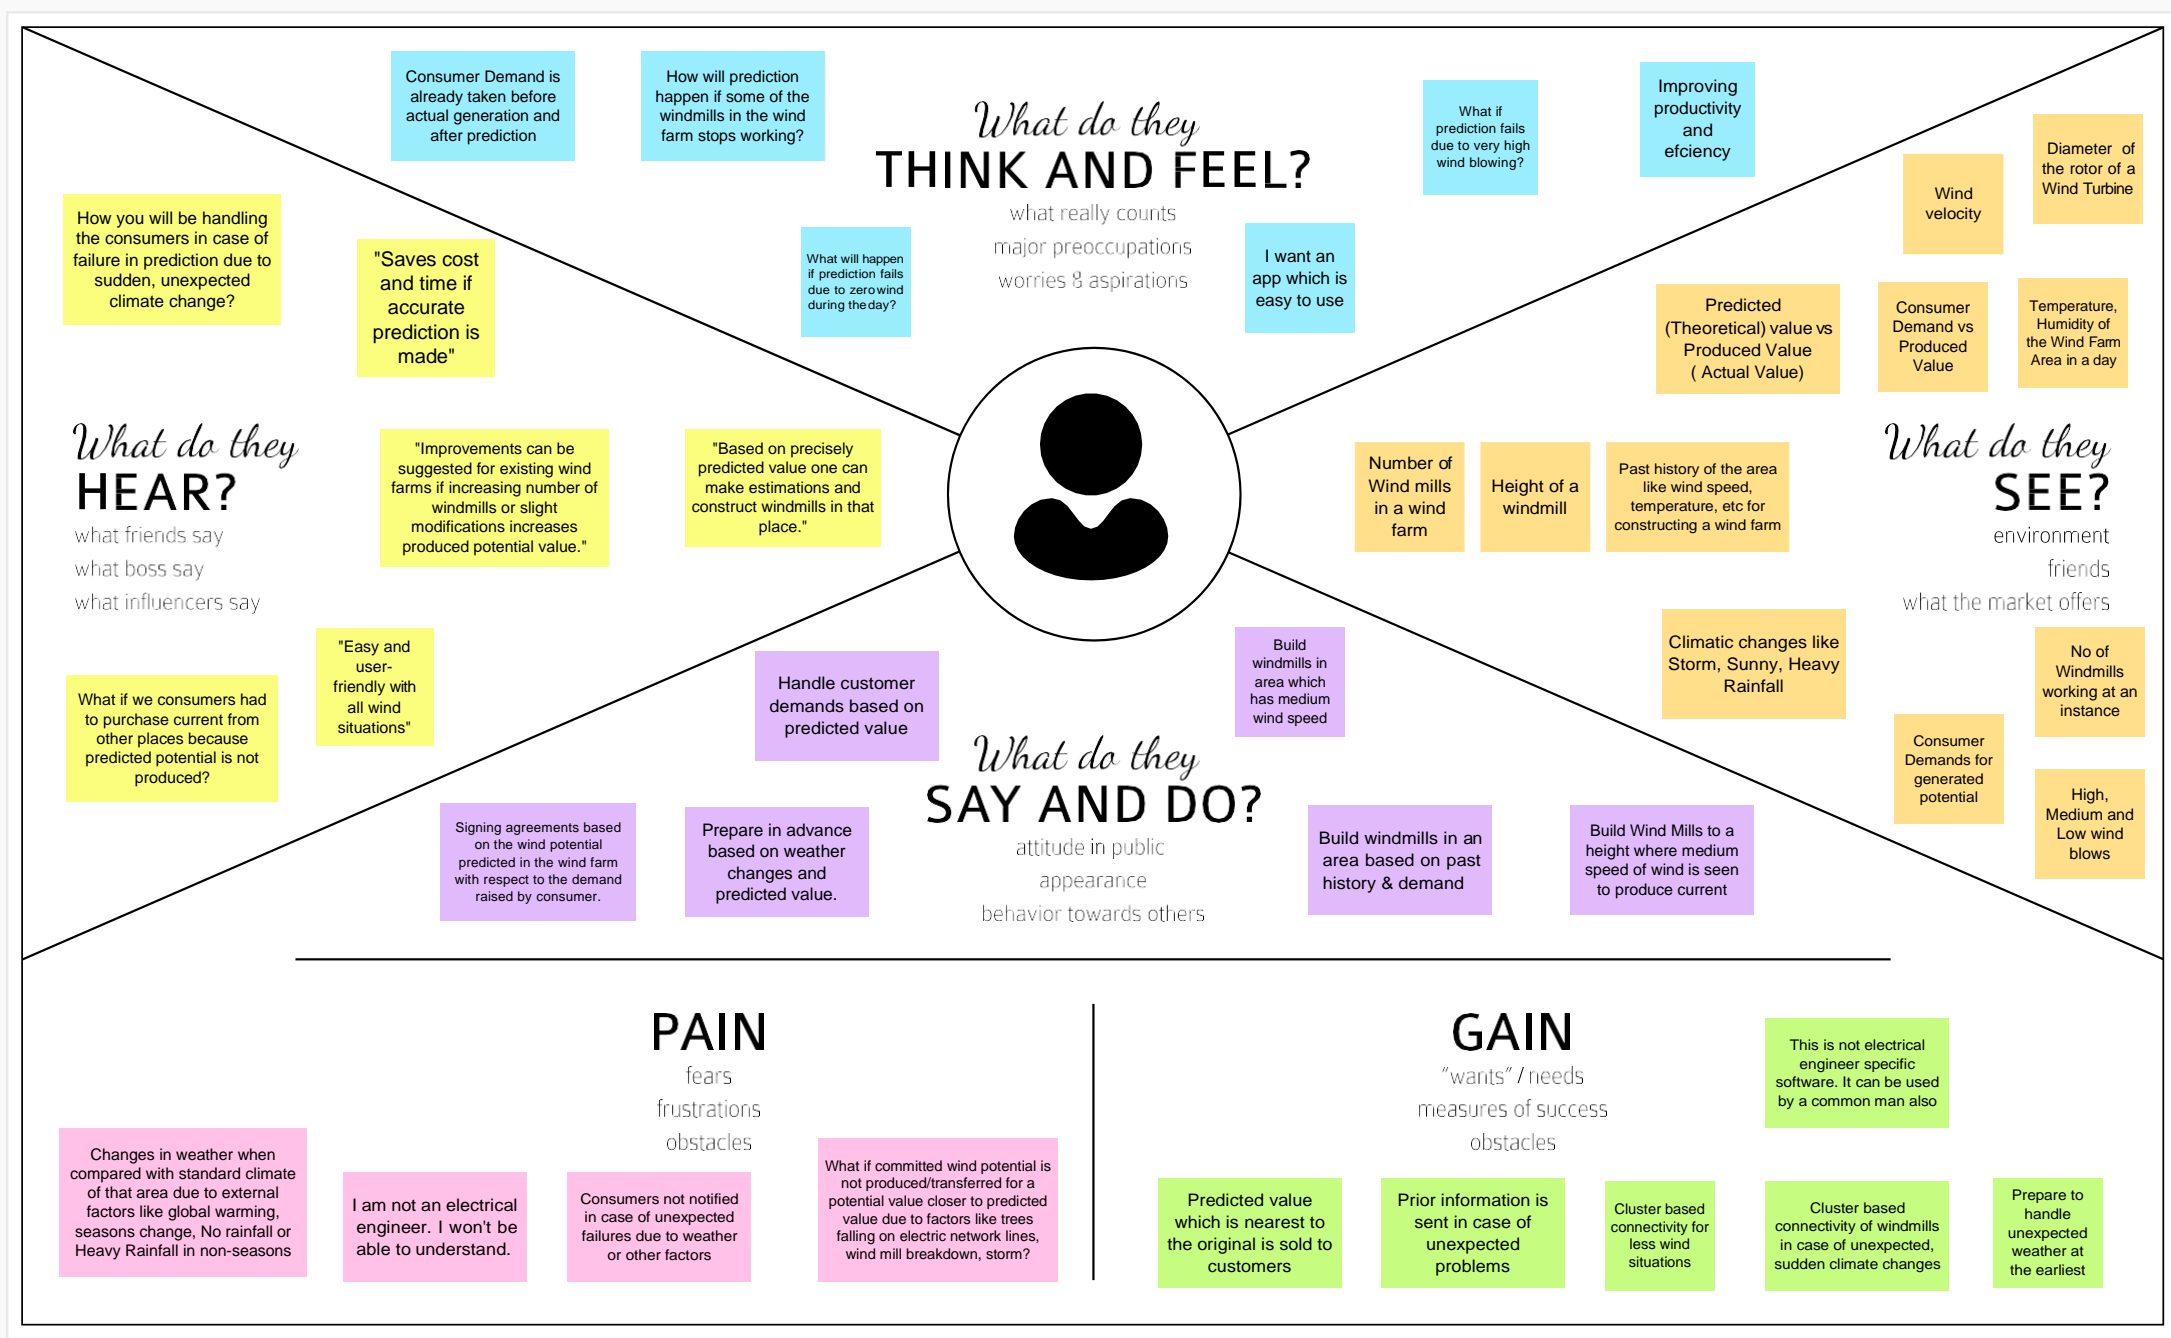 Consumer Demand is
already taken before
actual generation and
after prediction
How will prediction
happen if some of the
windmills in the wind
farm stops working?
What do they
THINK AND FEEL?
what really counts
major preoccupations
worries & aspirations
What if
prediction fails
due to very high
wind blowing?
Improving
productivity
and
efciency
What will happen
if prediction fails
due to zero wind
during the day?
I want an
app which is
easy to use
How you will be handling
the consumers in case of
failure in prediction due to
sudden, unexpected
climate change?
"Saves cost
and time if
accurate
prediction is
made"
What do they
HEAR?
what friends say
what boss say
what influencers say
"Improvements can be
suggested for existing wind
farms if increasing number of
windmills or slight
modifications increases
produced potential value."
"Based on precisely
predicted value one can
make estimations and
construct windmills in that
place."
"Easy and
user-
friendly with
all wind
situations"
What if we consumers had
to purchase current from
other places because
predicted potential is not
produced?
Wind
velocity
Diameter of
the rotor of a
Wind Turbine
Predicted
(Theoretical) value vs
Produced Value
( Actual Value)
Consumer
Demand vs
Produced
Value
Temperature,
Humidity of
the Wind Farm
Area in a day
Number of
Wind mills
in a wind
farm
Height of a
windmill
Past history of the area
like wind speed,
temperature, etc for
constructing a wind farm
What do they
SEE?
environment
friends
what the market offers
Climatic changes like
Storm, Sunny, Heavy
Rainfall
No of
Windmills
working at an
instance
Consumer
Demands for
generated
potential
High,
Medium and
Low wind
blows
Handle customer
demands based on
predicted value
Build
windmills in
area which
has medium
wind speed
What do they
SAY AND DO?
attitude in public
appearance
behavior towards others
Signing agreements based
on the wind potential
predicted in the wind farm
with respect to the demand
raised by consumer.
Prepare in advance
based on weather
changes and
predicted value.
Build windmills in an
area based on past
history & demand
Build Wind Mills to a
height where medium
speed of wind is seen
to produce current
PAIN
fears
frustrations
obstacles
Changes in weather when
compared with standard climate
of that area due to external
factors like global warming,
seasons change, No rainfall or
Heavy Rainfall in non-seasons
I am not an electrical
engineer. I won't be
able to understand.
Consumers not notified
in case of unexpected
failures due to weather
or other factors
What if committed wind potential is
not produced/transferred for a
potential value closer to predicted
value due to factors like trees
falling on electric network lines,
wind mill breakdown, storm?
GAIN
"wants" / needs
measures of success
obstacles
This is not electrical
engineer specific
software. It can be used
by a common man also
Predicted value
which is nearest to
the original is sold to
customers
Prior information is
sent in case of
unexpected
problems
Cluster based
connectivity for
less wind
situations
Cluster based
connectivity of windmills
in case of unexpected,
sudden climate changes
Prepare to
handle
unexpected
weather at
the earliest